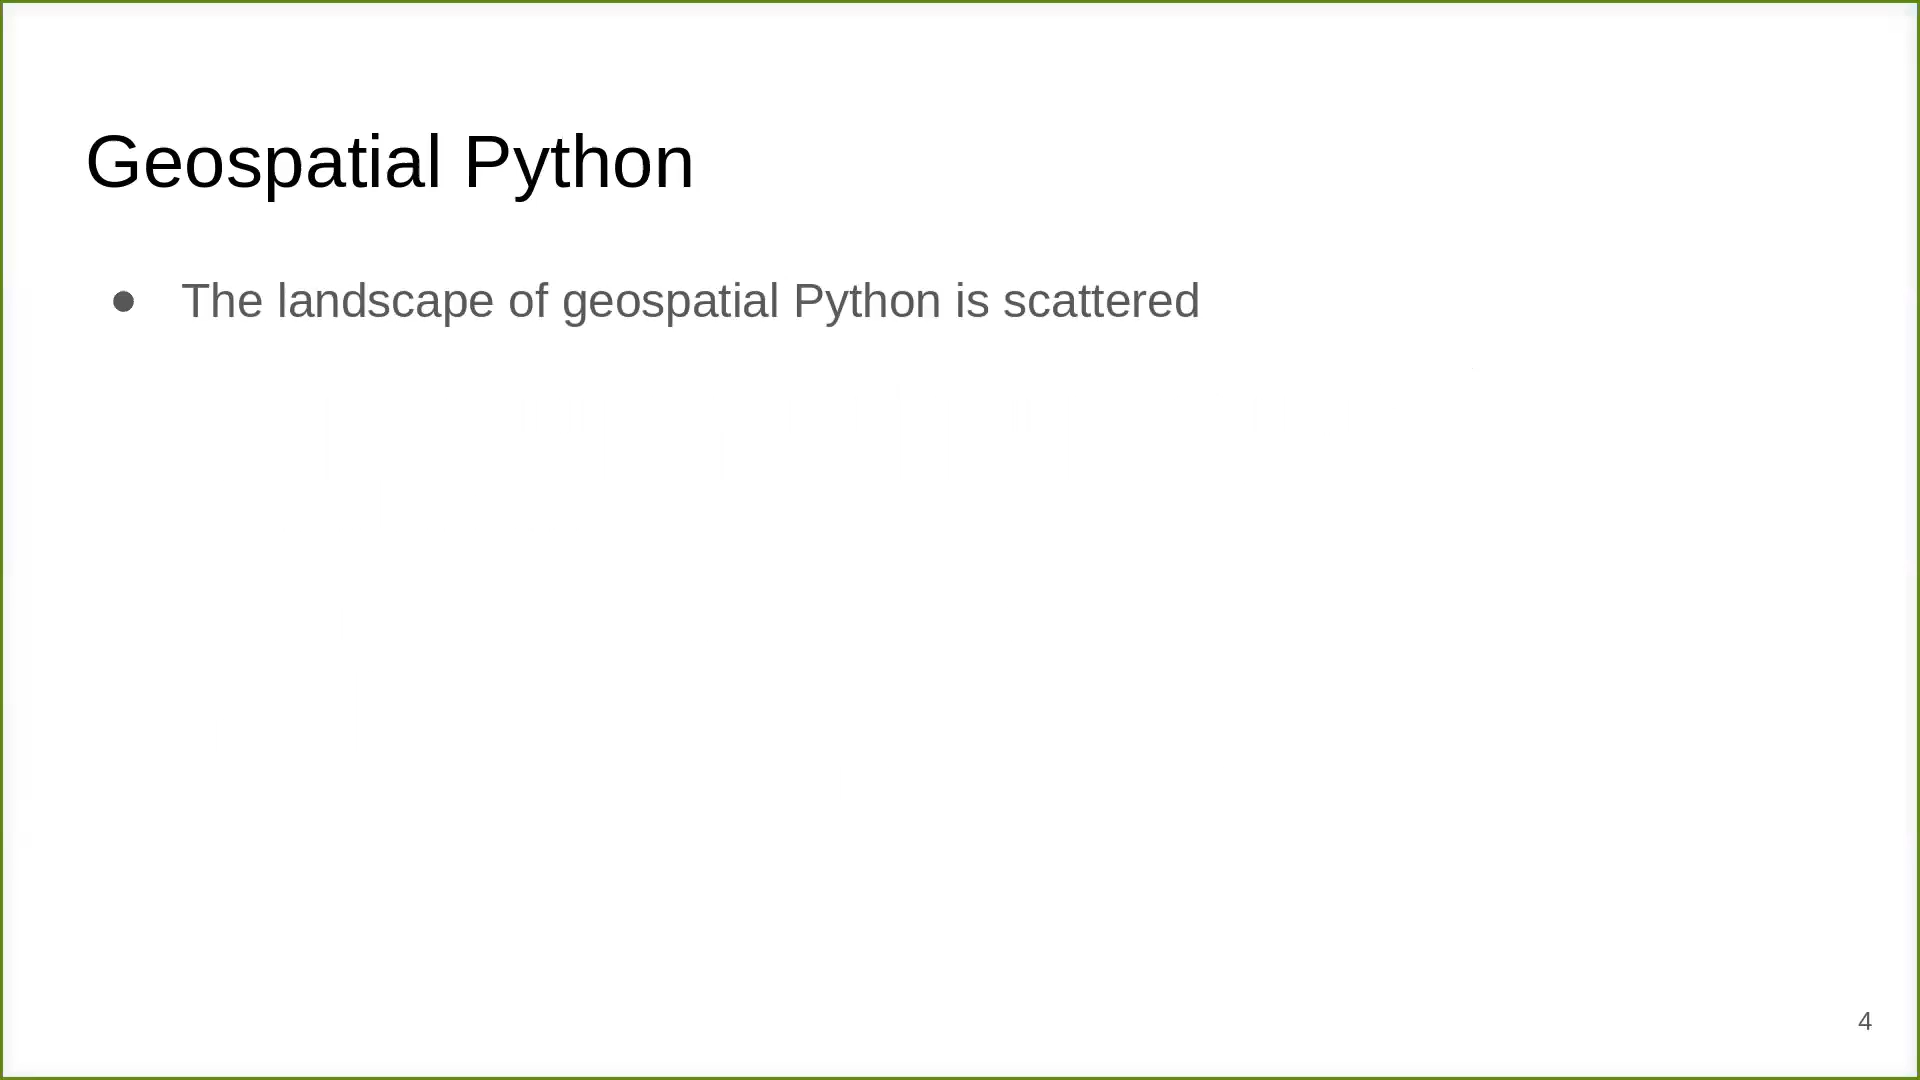 Geospatial Python
● The landscape of geospatial Python is scattered
4